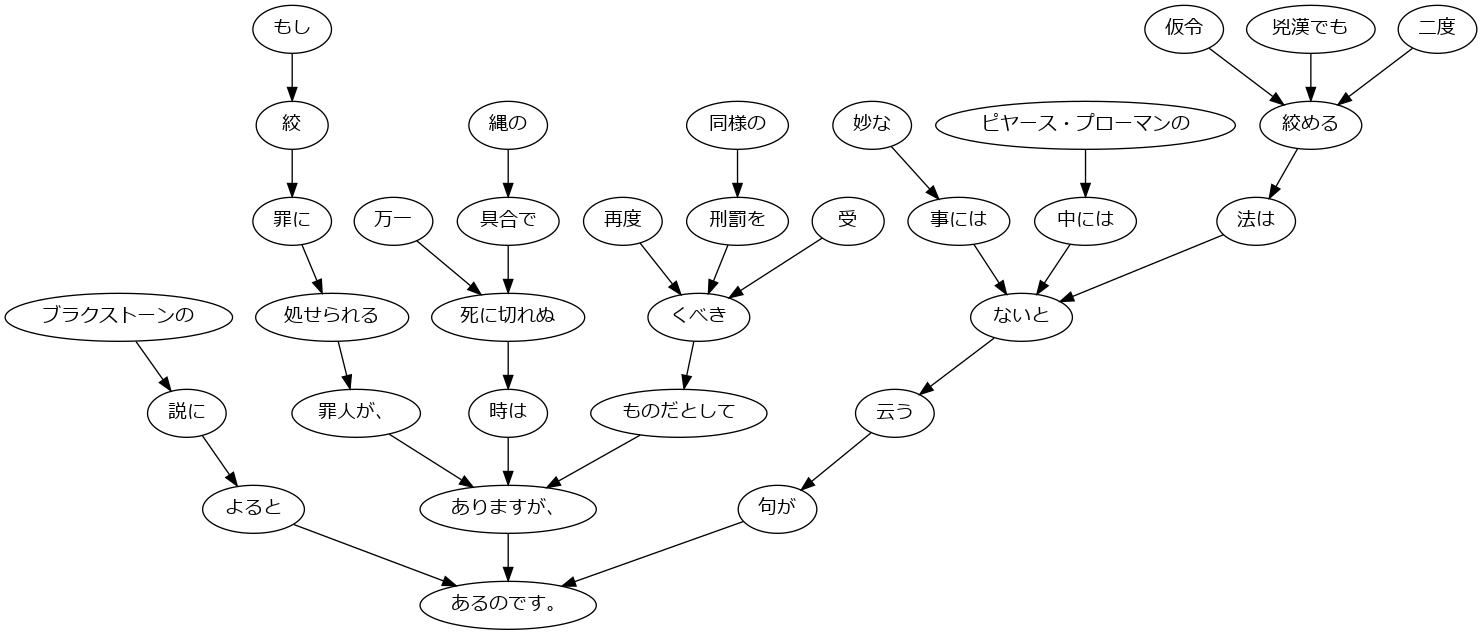 もし
仮令
兇漢でも
二度
絞
縄の
同様の
妙な
ピヤース・プローマンの
絞める
罪に
万一
具合で
再度
刑罰を
受
事には
中には
法は
ブラクストーンの
処せられる
死に切れぬ
くべき
ないと
説に
罪人が、
時は
ものだとして
云う
よると
ありますが、
句が
あるのです。